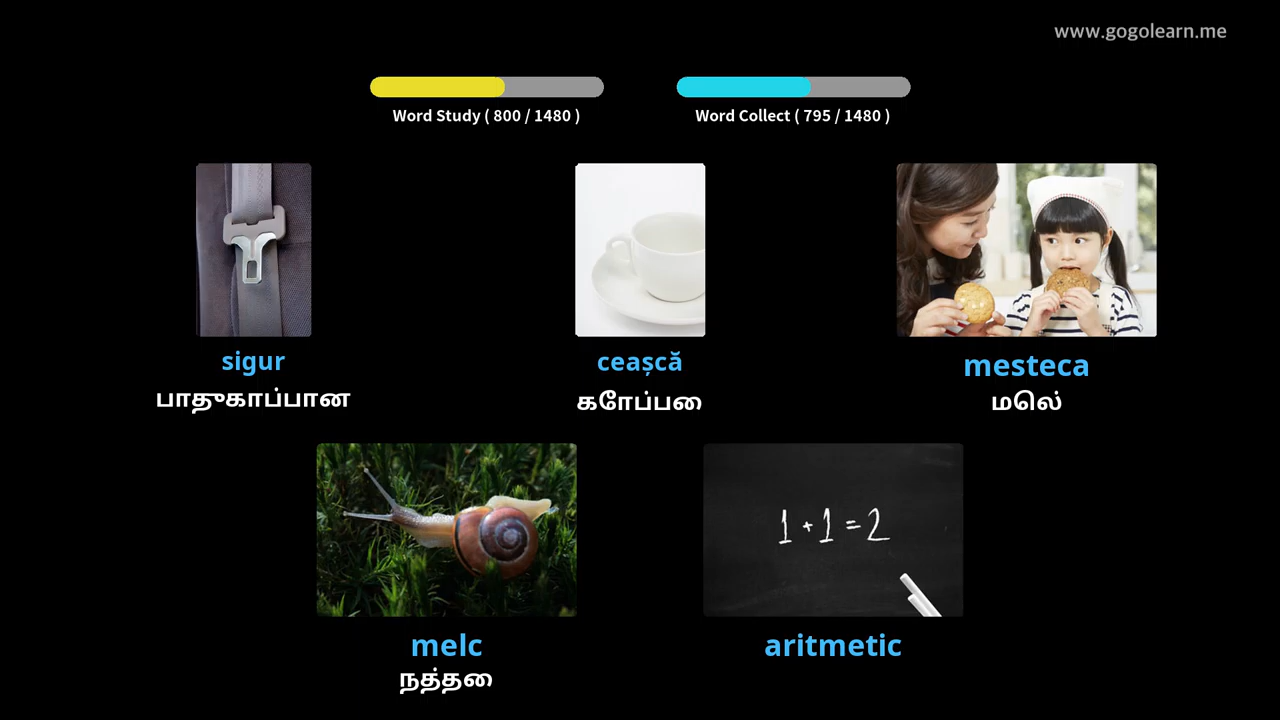 www.gogolearn.me
Word Study ( 800 / 1480 )
Word Collect ( 795 / 1480 )
sigur
பாதுகாப்பான
ceașcă
கோப்பை
mesteca
மெல்
1 + 1 = 2
melc
நத்தை
aritmetic